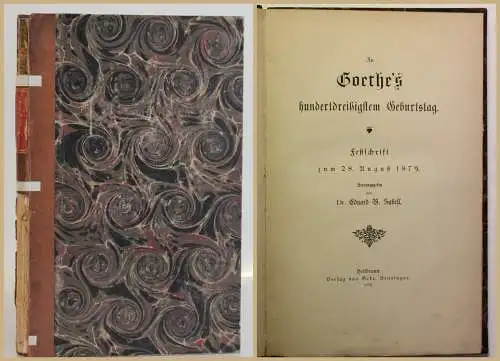 Zu
Goethe's
hundertdreißigstem Geburtstag.
Festschrift
zum 28. August 1879.
Herausgegeben
von
Dr. Eduard W. Sabell.
Heilbronn
Verlag von Gebr. Henninger.
1879.